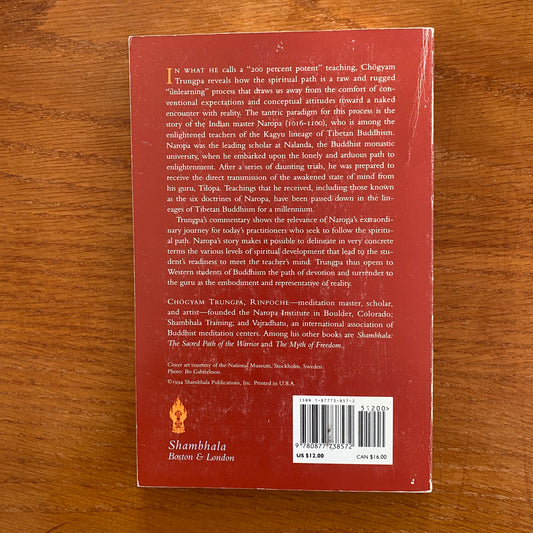 IN WHAT HE calls a "200 percent potent" teaching, Chögyam
Trungpa reveals how the spiritual path is a raw and rugged
"unlearning" process that draws us away from the comfort of con-
ventional expectations and conceptual attitudes toward a naked
encounter with reality. The tantric paradigm for this process is the
story of the Indian master Naropa (1016–1100), who is among the
enlightened teachers of the Kagyu lineage of Tibetan Buddhism.
Naropa was the leading scholar at Nalanda, the Buddhist monastic
university, when he embarked upon the lonely and arduous path to
enlightenment. After a series of daunting trials, he was prepared to
receive the direct transmission of the awakened state of mind from
his guru, Tilopa. Teachings that he received, including those known
as the six doctrines of Naropa, have been passed down in the lin-
eages of Tibetan Buddhism for a millennium.
Trungpa's commentary shows the relevance of Naropa's extraordi-
nary journey for today's practitioners who seek to follow the spiritu-
al path. Naropa's story makes it possible to delineate in very concrete
terms the various levels of spiritual development that lead to the stu-
dent's readiness to meet the teacher's mind. Trungpa thus opens to
Western students of Buddhism the path of devotion and surrender to
the guru as the embodiment and representative of reality.
CHÖGYAM TRUNGPA, RINPOCHE—meditation master, scholar,
and artist—founded the Naropa Institute in Boulder, Colorado;
Shambhala Training; and Vajradhatu, an international association of
Buddhist meditation centers. Among his other books are Shambhala:
The Sacred Path of the Warrior and The Myth of Freedom.
Cover art courtesy of the National Museum, Stockholm, Sweden.
Photo: Bo Gabrielsson.
©1994 Shambhala Publications, Inc. Printed in U.S.A.
Shambhala
Boston & London
ISBN 1-87773-857-2
51200>
9 780877 738572
US $12.00 CAN $16.00